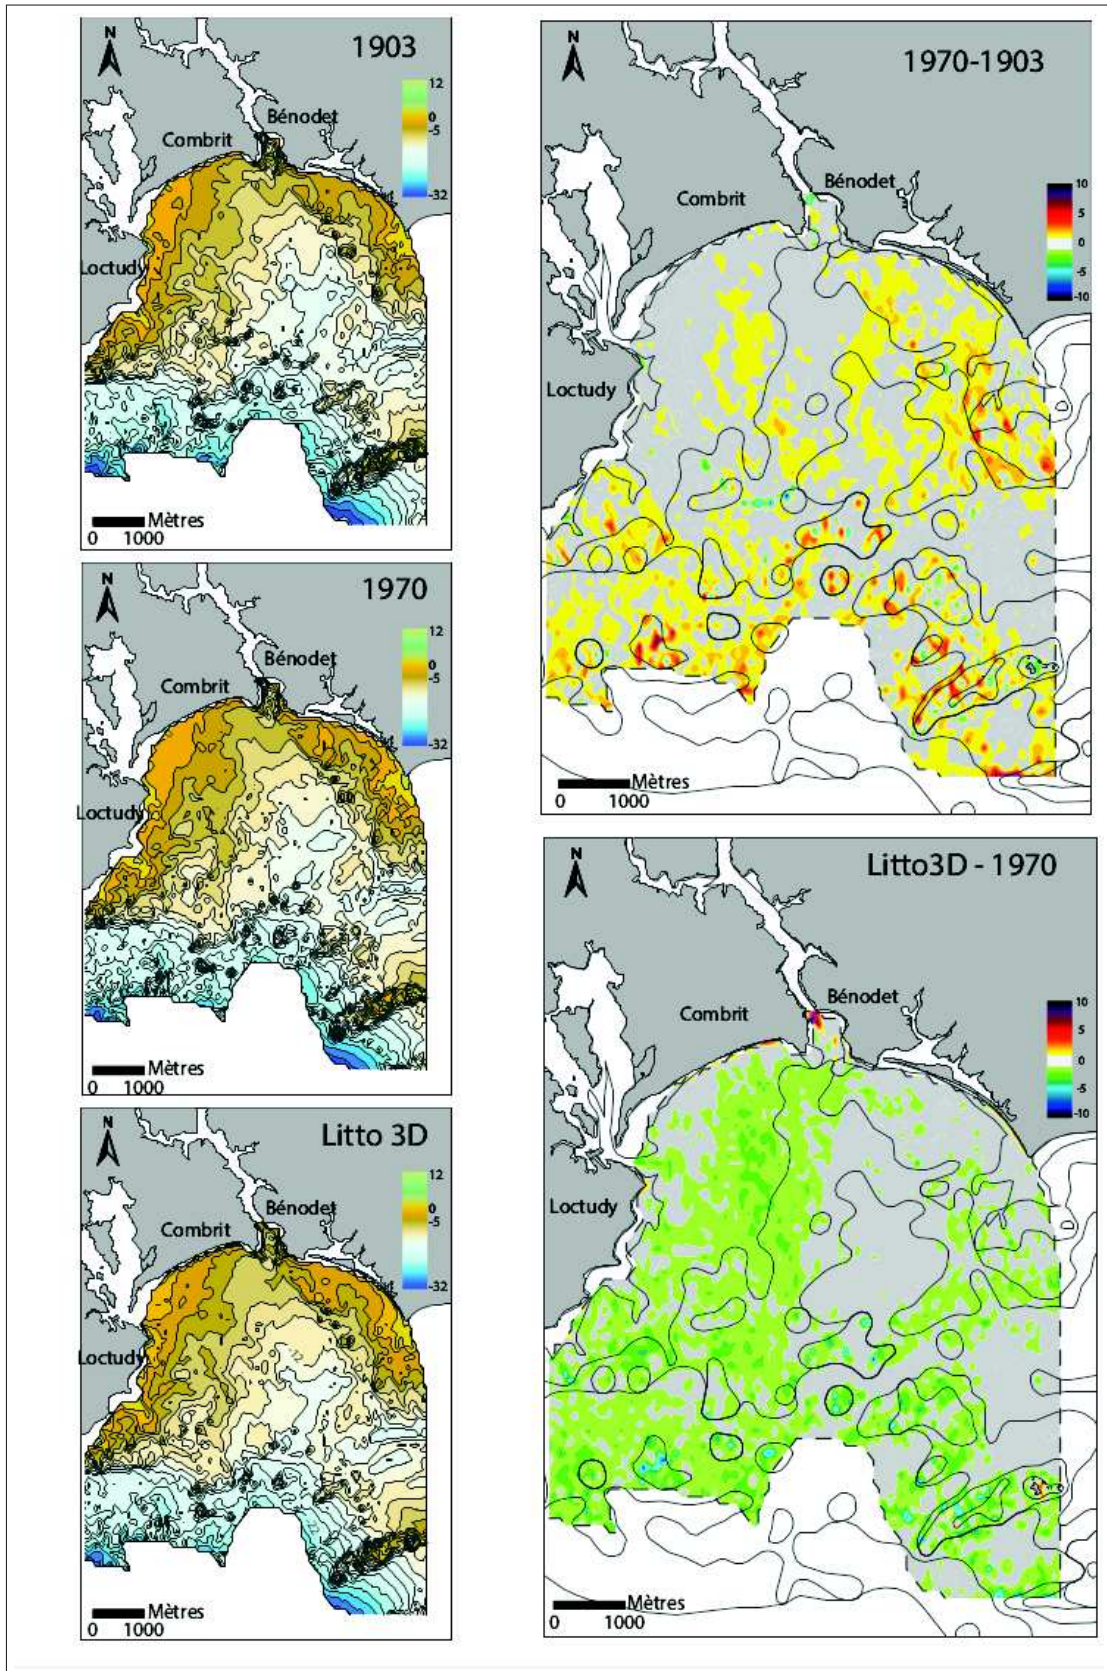 N
1903
12
0
-5
-32
Bénodet
Combrit
Loctudy
Mètres
0 1000
N
1970
12
0
-5
-32
Bénodet
Combrit
Loctudy
Mètres
0 1000
N
Litto 3D
12
0
-5
-32
Bénodet
Combrit
Loctudy
Mètres
0 1000
N
1970-1903
10
5
0
-5
-10
Bénodet
Combrit
Loctudy
Mètres
0 1000
N
Litto3D - 1970
10
5
0
-5
-10
Bénodet
Combrit
Loctudy
Mètres
0 1000